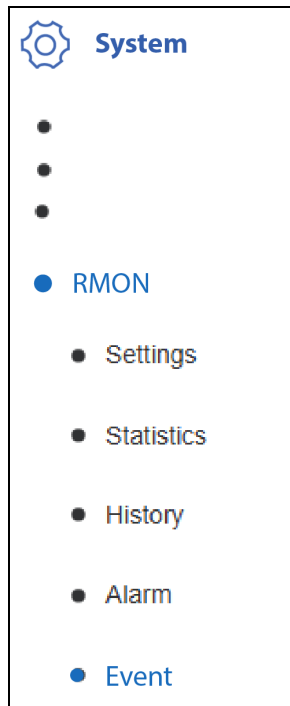 System
RMON
Settings
Statistics
History
Alarm
Event